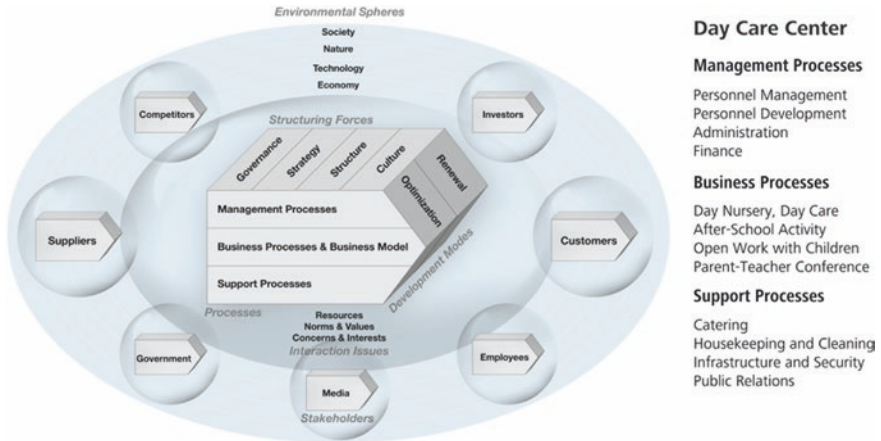 Environmental Spheres
Society
Nature
Technology
Economy
Competitors
Investors
Structuring Forces
Governance
Strategy
Structure
Culture
Renewal
Optimization
Management Processes
Business Processes & Business Model
Support Processes
Development Modes
Processes
Suppliers
Customers
Resources
Norms & Values
Concerns & Interests
Interaction Issues
Government
Employees
Media
Stakeholders
Day Care Center
Management Processes
Personnel Management
Personnel Development
Administration
Finance
Business Processes
Day Nursery, Day Care
After-School Activity
Open Work with Children
Parent-Teacher Conference
Support Processes
Catering
Housekeeping and Cleaning
Infrastructure and Security
Public Relations